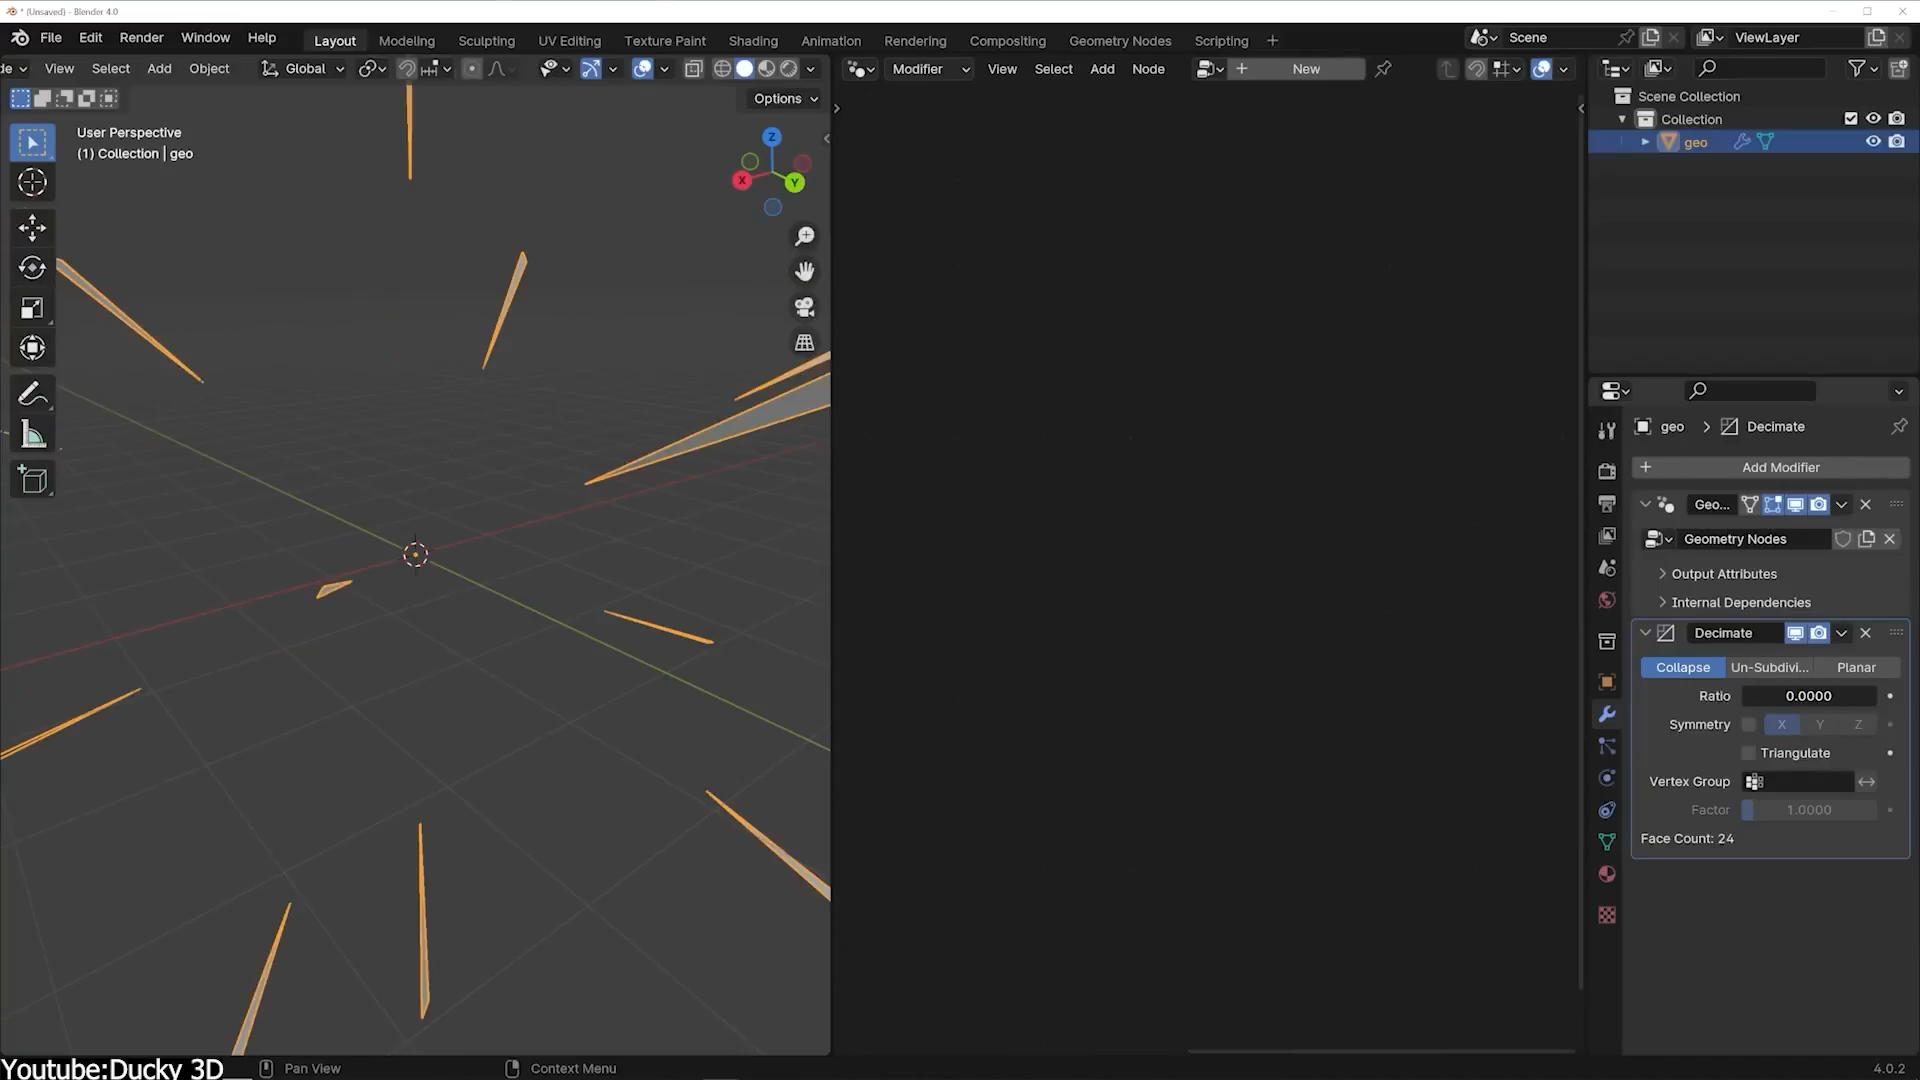 * (Unsaved) - Blender 4.0
File Edit Render Window Help Layout Modeling Sculpting UV Editing Texture Paint Shading Animation Rendering Compositing Geometry Nodes Scripting + Scene ViewLayer
de View Select Add Object Global Modifier View Select Add Node + New
Options
User Perspective
(1) Collection | geo
Z
X
Y
Scene Collection
Collection
geo
geo > Decimate
+ Add Modifier
Geo...
Geometry Nodes
Output Attributes
Internal Dependencies
Decimate
Collapse Un-Subdivi... Planar
Ratio 0.0000
Symmetry X Y Z
Triangulate
Vertex Group
Factor 1.0000
Face Count: 24
Youtube:Ducky 3D Pan View Context Menu 4.0.2